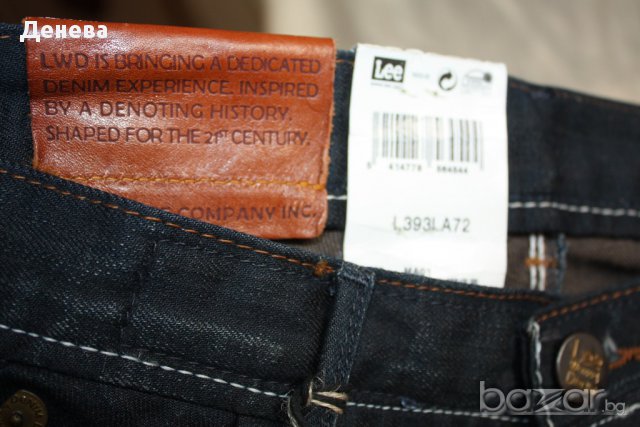 Денева
LWD IS BRINGING A DEDICATED
DENIM EXPERIENCE, INSPIRED
BY A DENOTING HISTORY,
SHAPED FOR THE 21ST CENTURY.
COMPANY INC.
Lee
L393LA72
Lee
bazar.bg